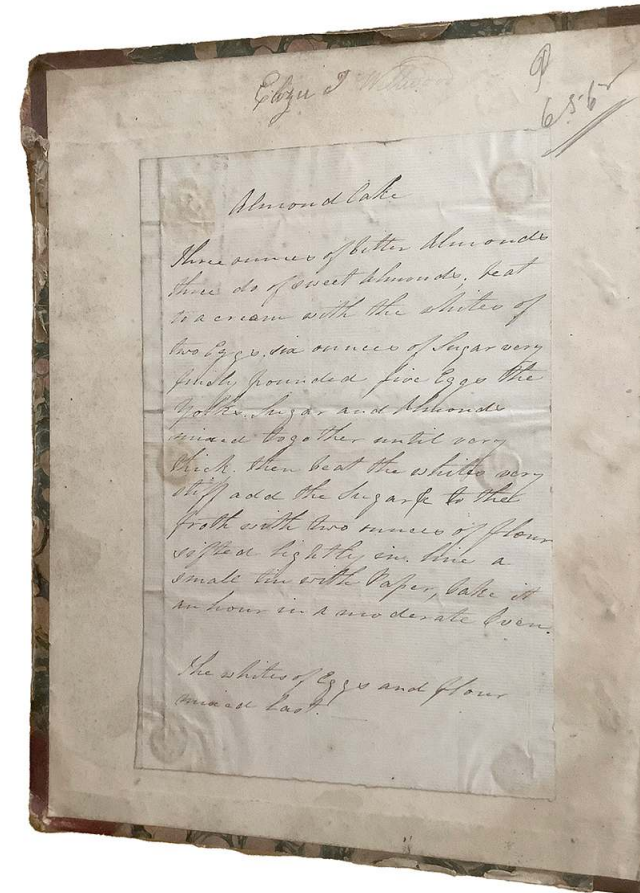 Eliza T
P
656
Almond Cake
Three ounces of bitter Almonds
three do of sweet Almonds, beat
to a cream with the whites of
two Eggs, six ounces of Sugar very
finely pounded five Eggs the
Yolks, Sugar and Almonds
mixed together until very
thick. then beat the whites very
stiff add the Sugar &c to the
froth with two ounces of flour
sifted lightly in. line a
small tin with Paper, bake it
an hour in a moderate Oven.
The whites of Eggs and flour
mixed last.